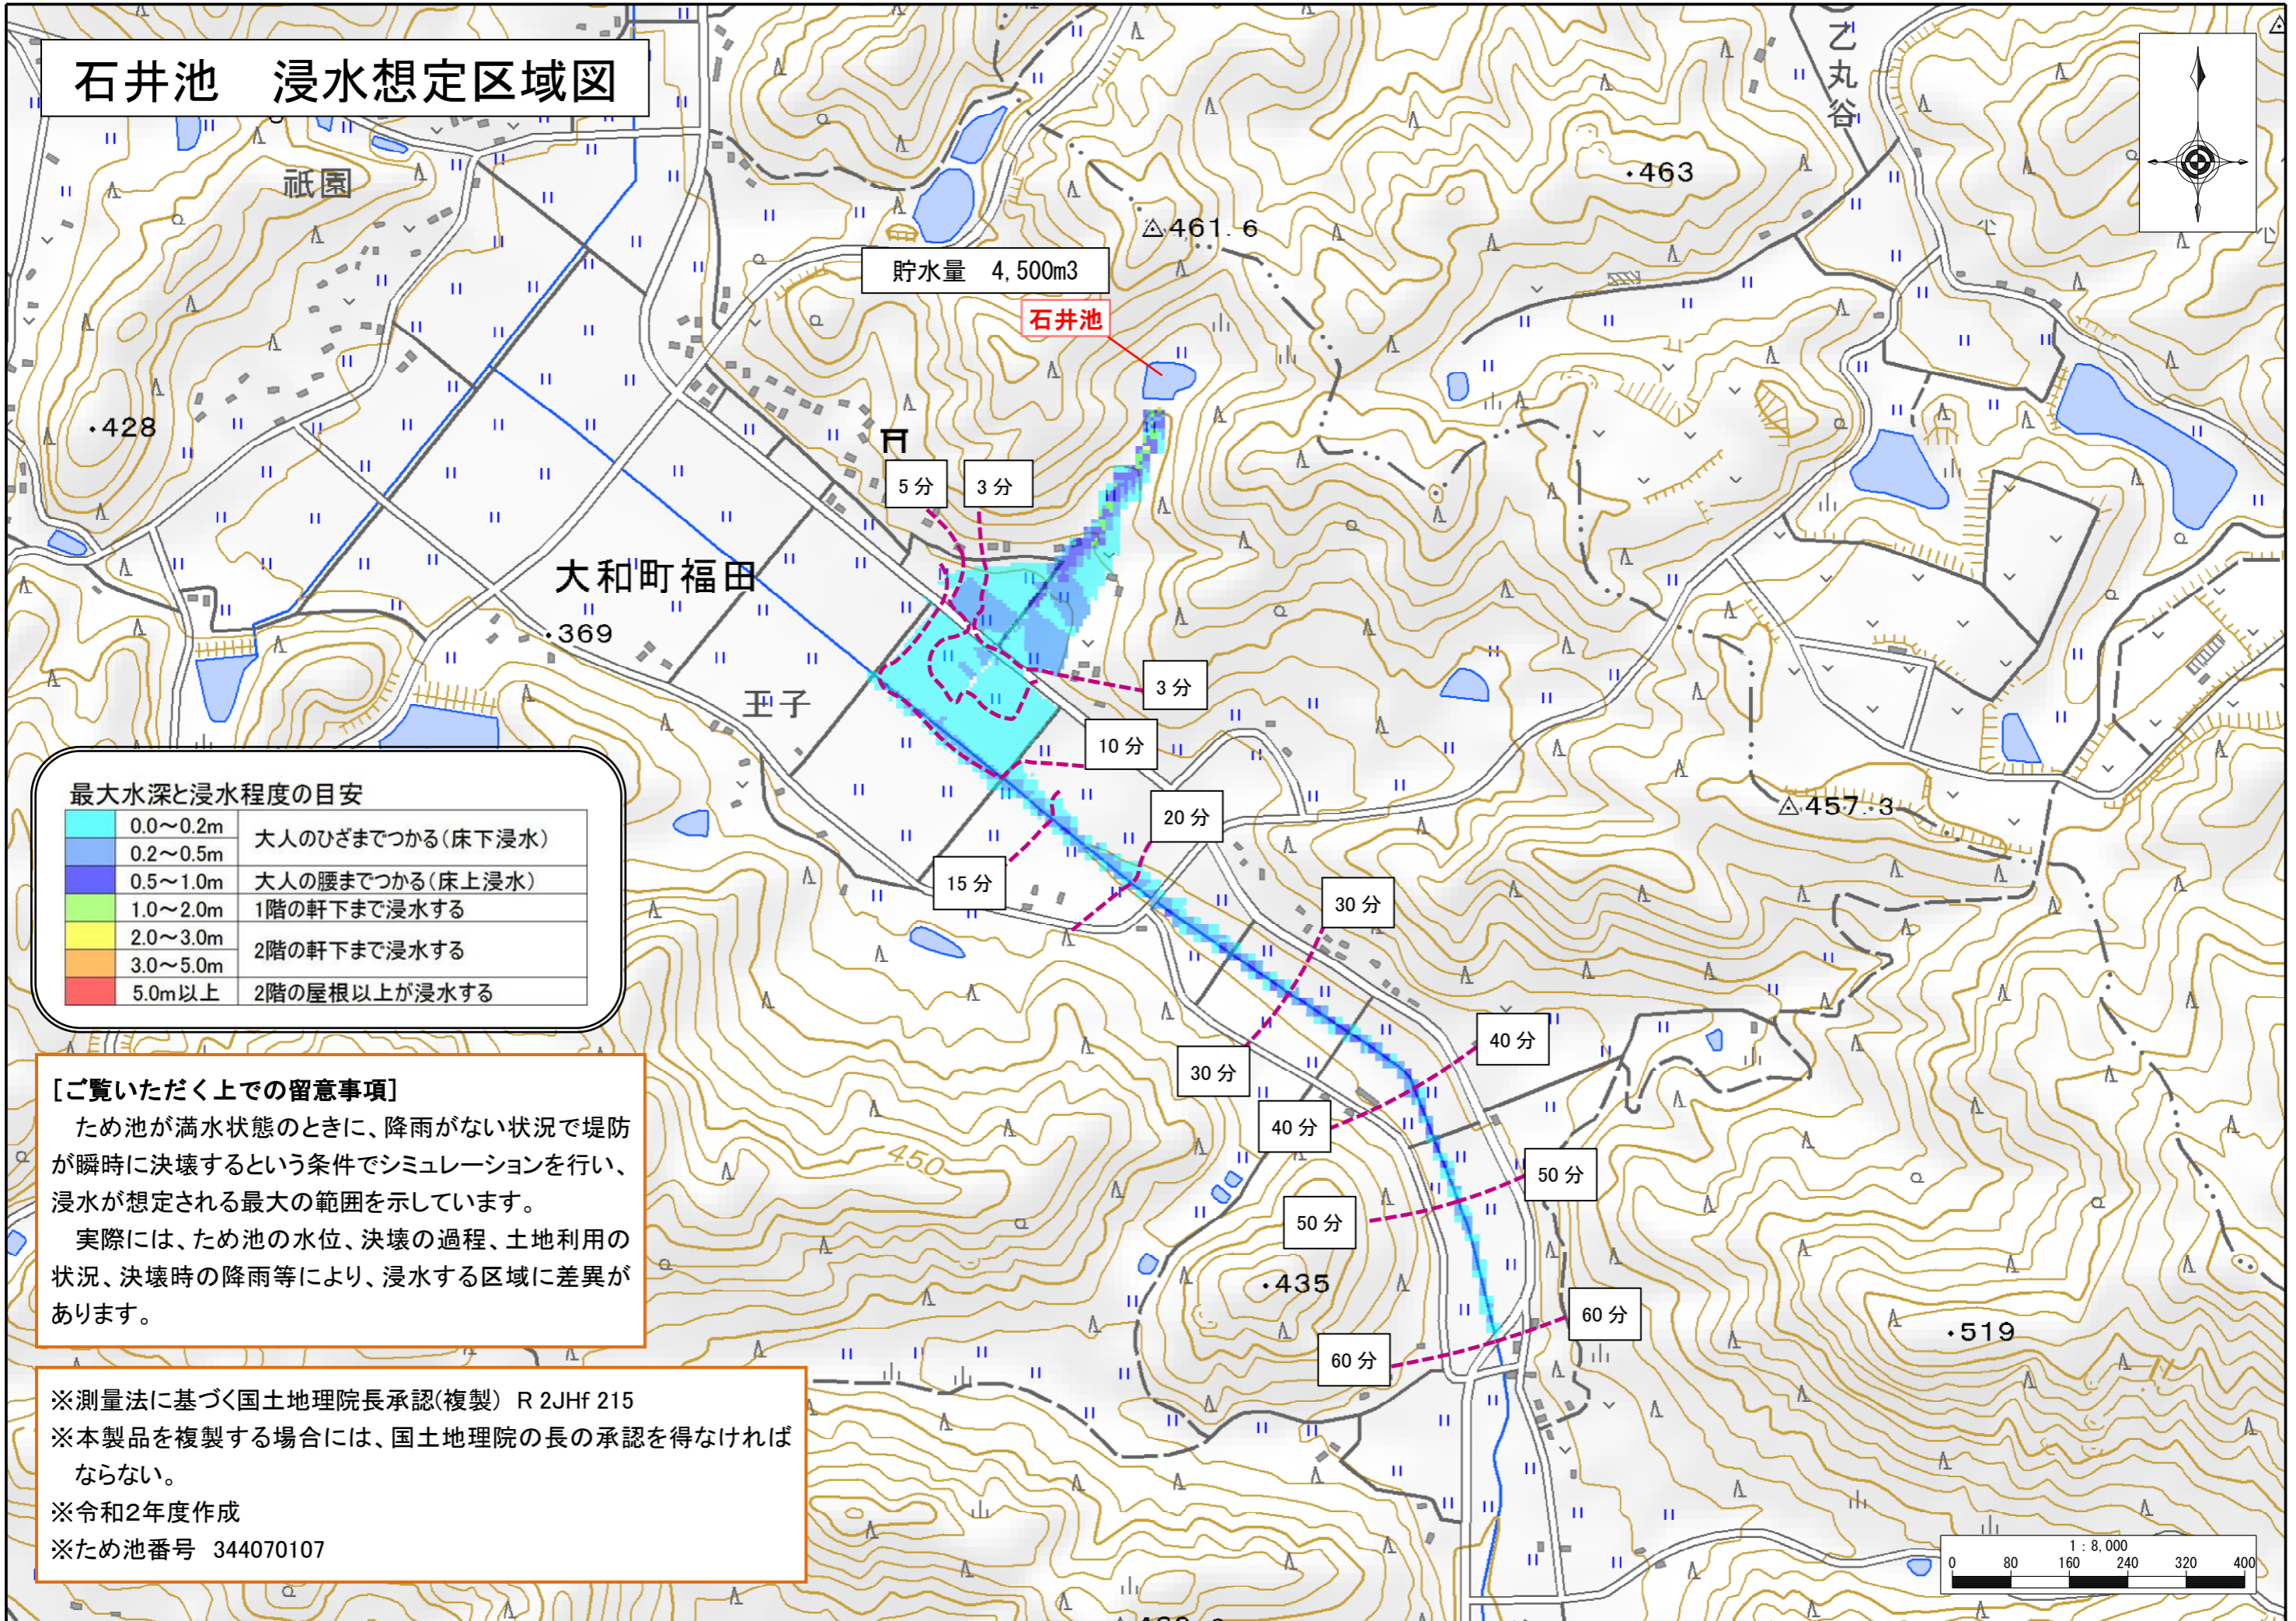 石井池　浸水想定区域図
乙丸谷
祇園
・463
461.6
貯水量　4,500m3
石井池
・428
5分
3分
大和町福田
・369
王子
3分
10分
457.3
20分
15分
30分
最大水深と浸水程度の目安
0.0～0.2m
大人のひざまでつかる（床下浸水）
0.2～0.5m
0.5～1.0m 大人の腰までつかる（床上浸水）
1.0～2.0m 1階の軒下まで浸水する
2.0～3.0m
2階の軒下まで浸水する
3.0～5.0m
5.0m以上 2階の屋根以上が浸水する
40分
30分
40分
450
50分
50分
・435
60分
・519
60分
[ご覧いただく上での留意事項]
ため池が満水状態のときに、降雨がない状況で堤防
が瞬時に決壊するという条件でシミュレーションを行い、
浸水が想定される最大の範囲を示しています。
実際には、ため池の水位、決壊の過程、土地利用の
状況、決壊時の降雨等により、浸水する区域に差異が
あります。
※測量法に基づく国土地理院長承認(複製)　R 2JHf 215
※本製品を複製する場合には、国土地理院の長の承認を得なければ
ならない。
※令和2年度作成
※ため池番号　344070107
1：8,000
0 80 160 240 320 400